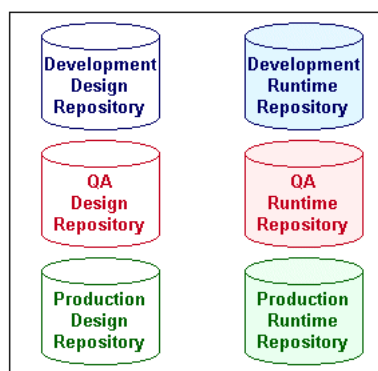 Development
Design
Repository
Development
Runtime
Repository
QA
Design
Repository
QA
Runtime
Repository
Production
Design
Repository
Production
Runtime
Repository